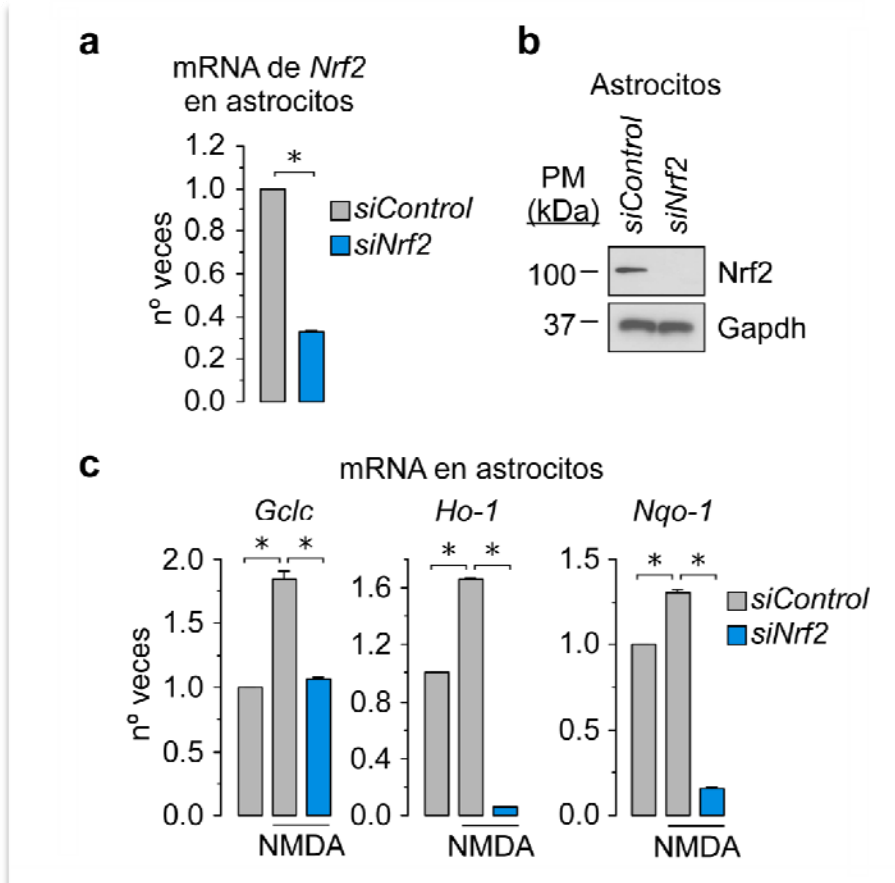 a
mRNA de Nrf2
en astrocitos
1.2
1.0
0.8
0.6
0.4
0.2
0.0
nº veces
*
siControl
siNrf2
b
Astrocitos
siControl
siNrf2
PM
(kDa)
100
Nrf2
37
Gapdh
c
mRNA en astrocitos
Gclc
Ho-1
Nqo-1
nº veces
2.0
1.5
1.0
0.5
0.0
* *
NMDA
1.6
1.2
0.8
0.4
0.0
* *
NMDA
1.5
1.0
0.5
0.0
* *
NMDA
siControl
siNrf2